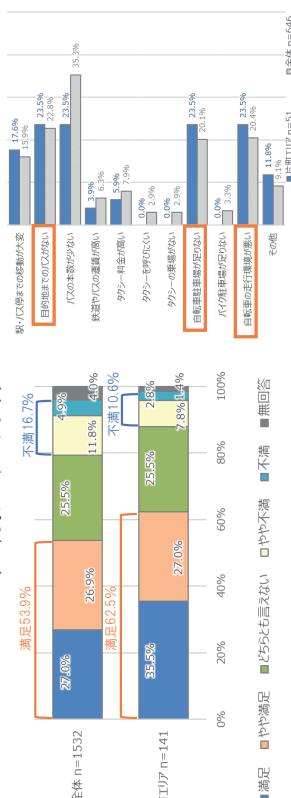 満足53.9%
不満16.7%
全体 n=1532
27.0%
26.9%
25.5%
11.8%
4.9%
4.0%
満足62.5%
不満10.6%
エリア n=141
35.5%
27.0%
25.5%
7.8%
2.8%
1.4%
0%
20%
40%
60%
80%
100%
満足
やや満足
どちらとも言えない
やや不満
不満
無回答
17.6%
15.9%
駅・バス停までの移動が大変
23.5%
22.8%
目的地までのバスがない
23.5%
35.3%
バスの本数が少ない
3.9%
6.3%
鉄道やバスの運賃が高い
5.9%
7.9%
タクシー料金が高い
0.0%
2.9%
タクシーを呼びにくい
0.0%
2.9%
タクシーの乗場がない
23.5%
20.1%
自転車駐車場が足りない
0.0%
3.3%
バイク駐車場が足りない
23.5%
20.4%
自転車の走行環境が悪い
11.8%
9.1%
その他
エリア n=51
全体 n=646